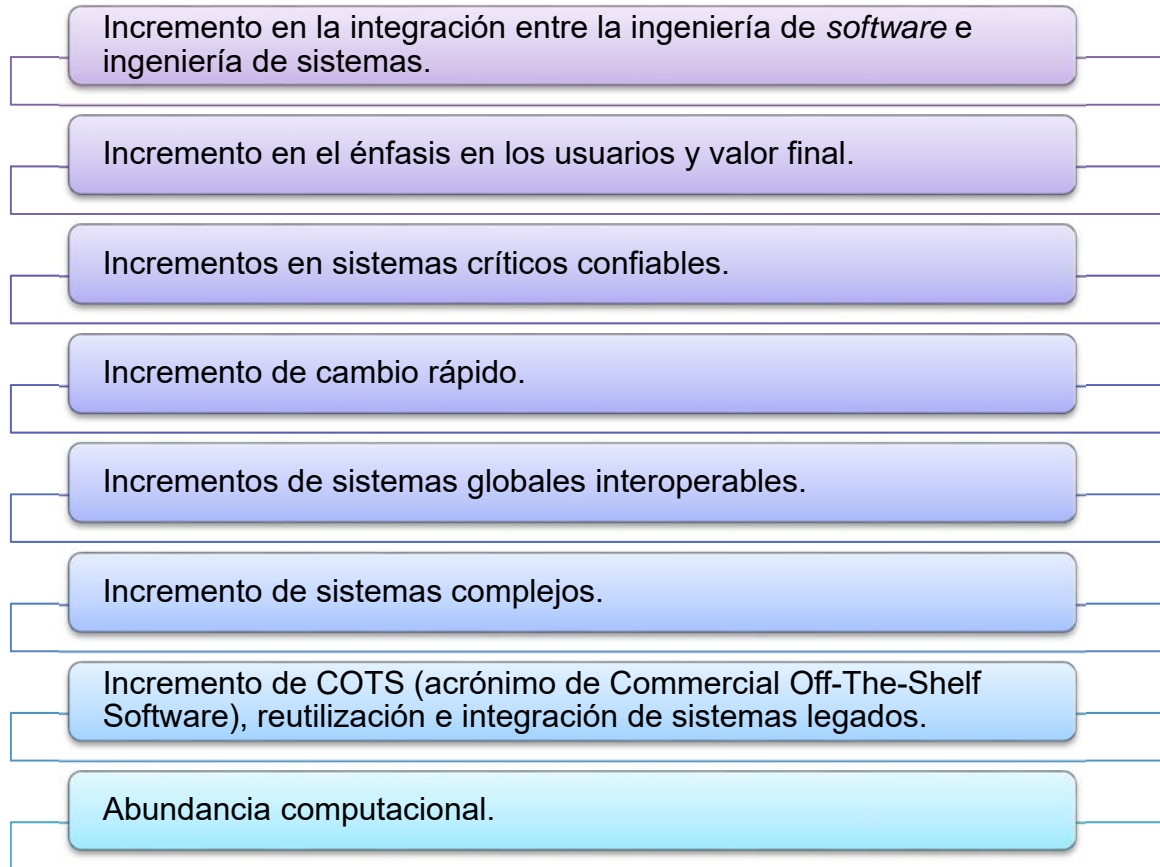 Incremento en la integración entre la ingeniería de software e
ingeniería de sistemas.
Incremento en el énfasis en los usuarios y valor final.
Incrementos en sistemas críticos confiables.
Incremento de cambio rápido.
Incrementos de sistemas globales interoperables.
Incremento de sistemas complejos.
Incremento de COTS (acrónimo de Commercial Off-The-Shelf
Software), reutilización e integración de sistemas legados.
Abundancia computacional.